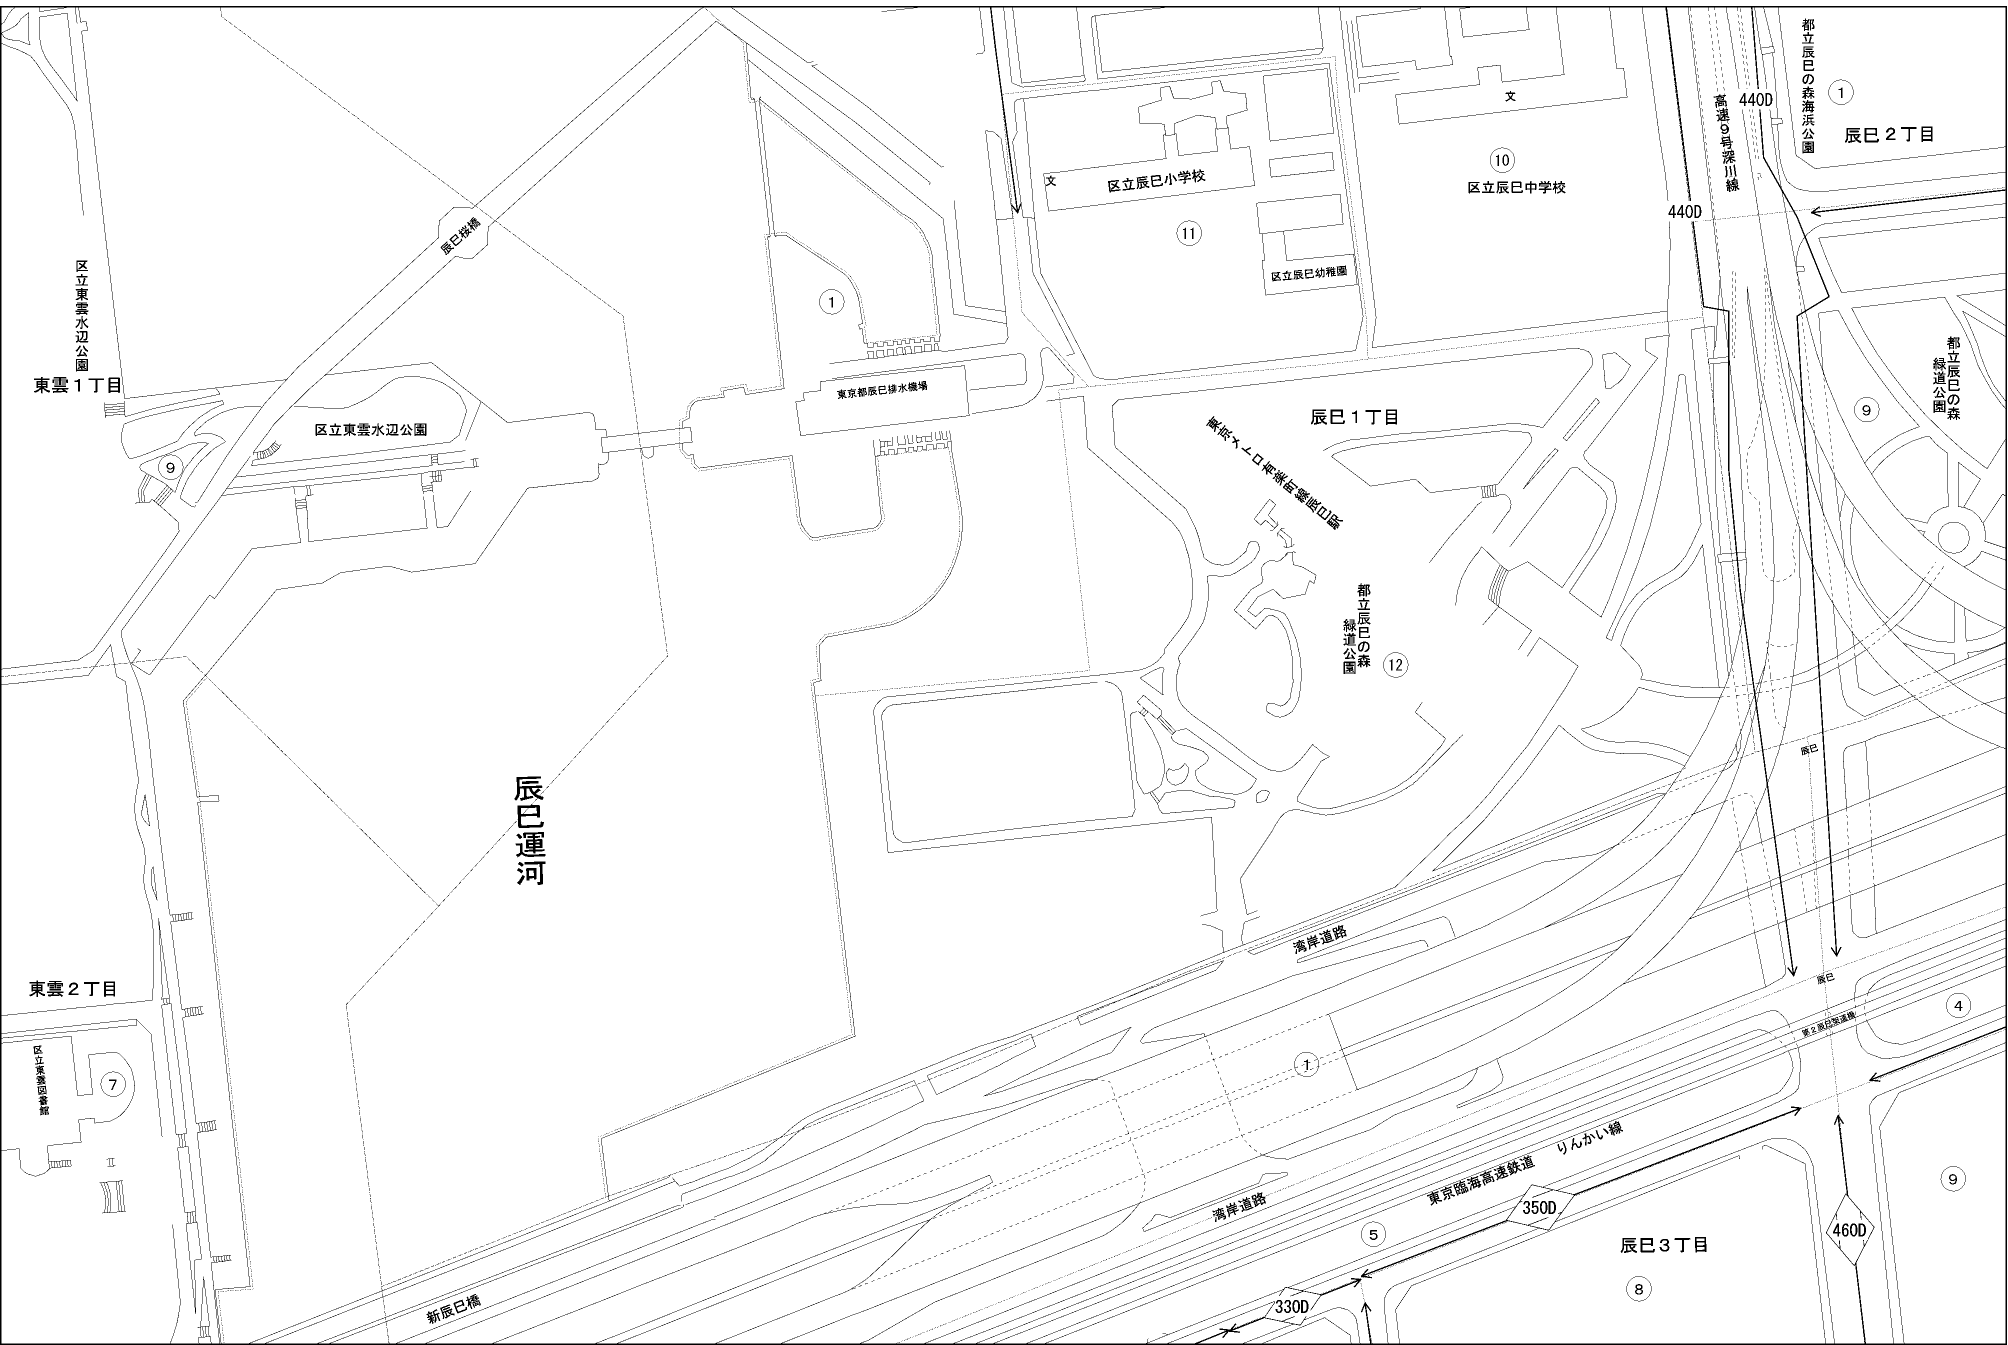 都立辰巳の森海浜公園
1
辰巳２丁目
440D
高速９号深川線
文
10
区立辰巳中学校
文
区立辰巳小学校
11
440D
辰巳桜橋
区立東雲水辺公園
東雲１丁目
1
区立辰巳幼稚園
東京都辰巳排水機場
都立辰巳の森
緑道公園
9
辰巳１丁目
区立東雲水辺公園
9
東京メトロ有楽町線辰巳駅
都立辰巳の森
緑道公園
12
辰巳
辰巳運河
湾岸道路
東雲２丁目
辰巳
4
第２辰巳架道橋
区立東雲図書館
7
1
りんかい線
東京臨海高速鉄道
9
350D
湾岸道路
5
460D
辰巳３丁目
8
新辰巳橋
330D